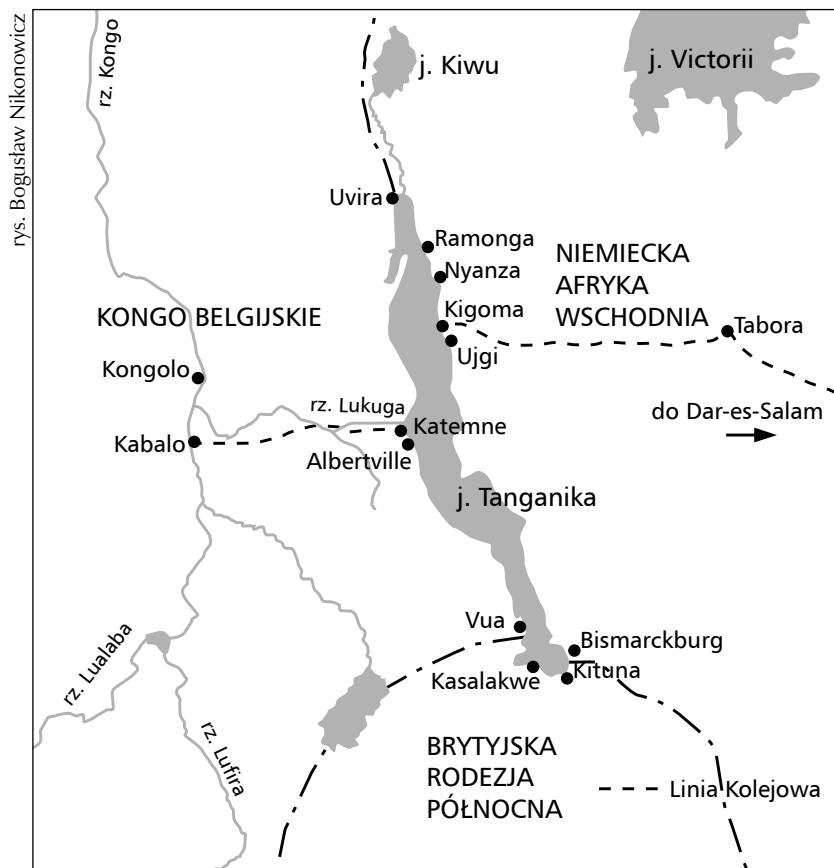 rys. Bogusław Nikonowicz
rz. Kongo
j. Kiwu
j. Victorii
Uvira
Ramonga
Nyanza
NIEMIECKA
AFRYKA
WSCHODNIA
KONGO BELGIJSKIE
Kigoma
Tabora
Ujgi
Kongolo
rz. Lukuga
do Dar-es-Salam
Katemne
Kabalo
Albertville
j. Tanganika
Vua
Bismarckburg
Kasalakwe
Kituna
rz. Lualaba
rz. Lufira
BRYTYJSKA
RODEZJA
PÓŁNOCNA
Linia Kolejowa